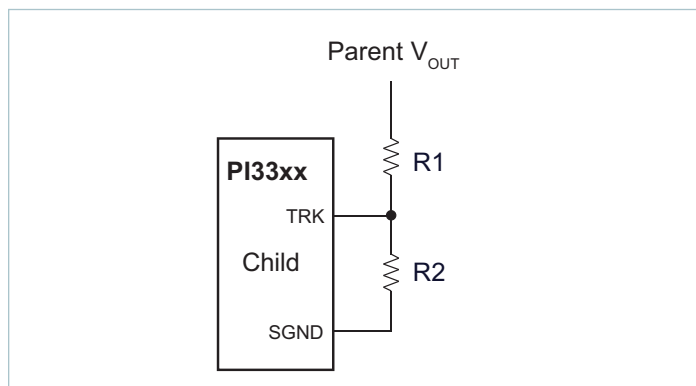 Parent VOUT
R1
PI33xx
TRK
Child
R2
SGND